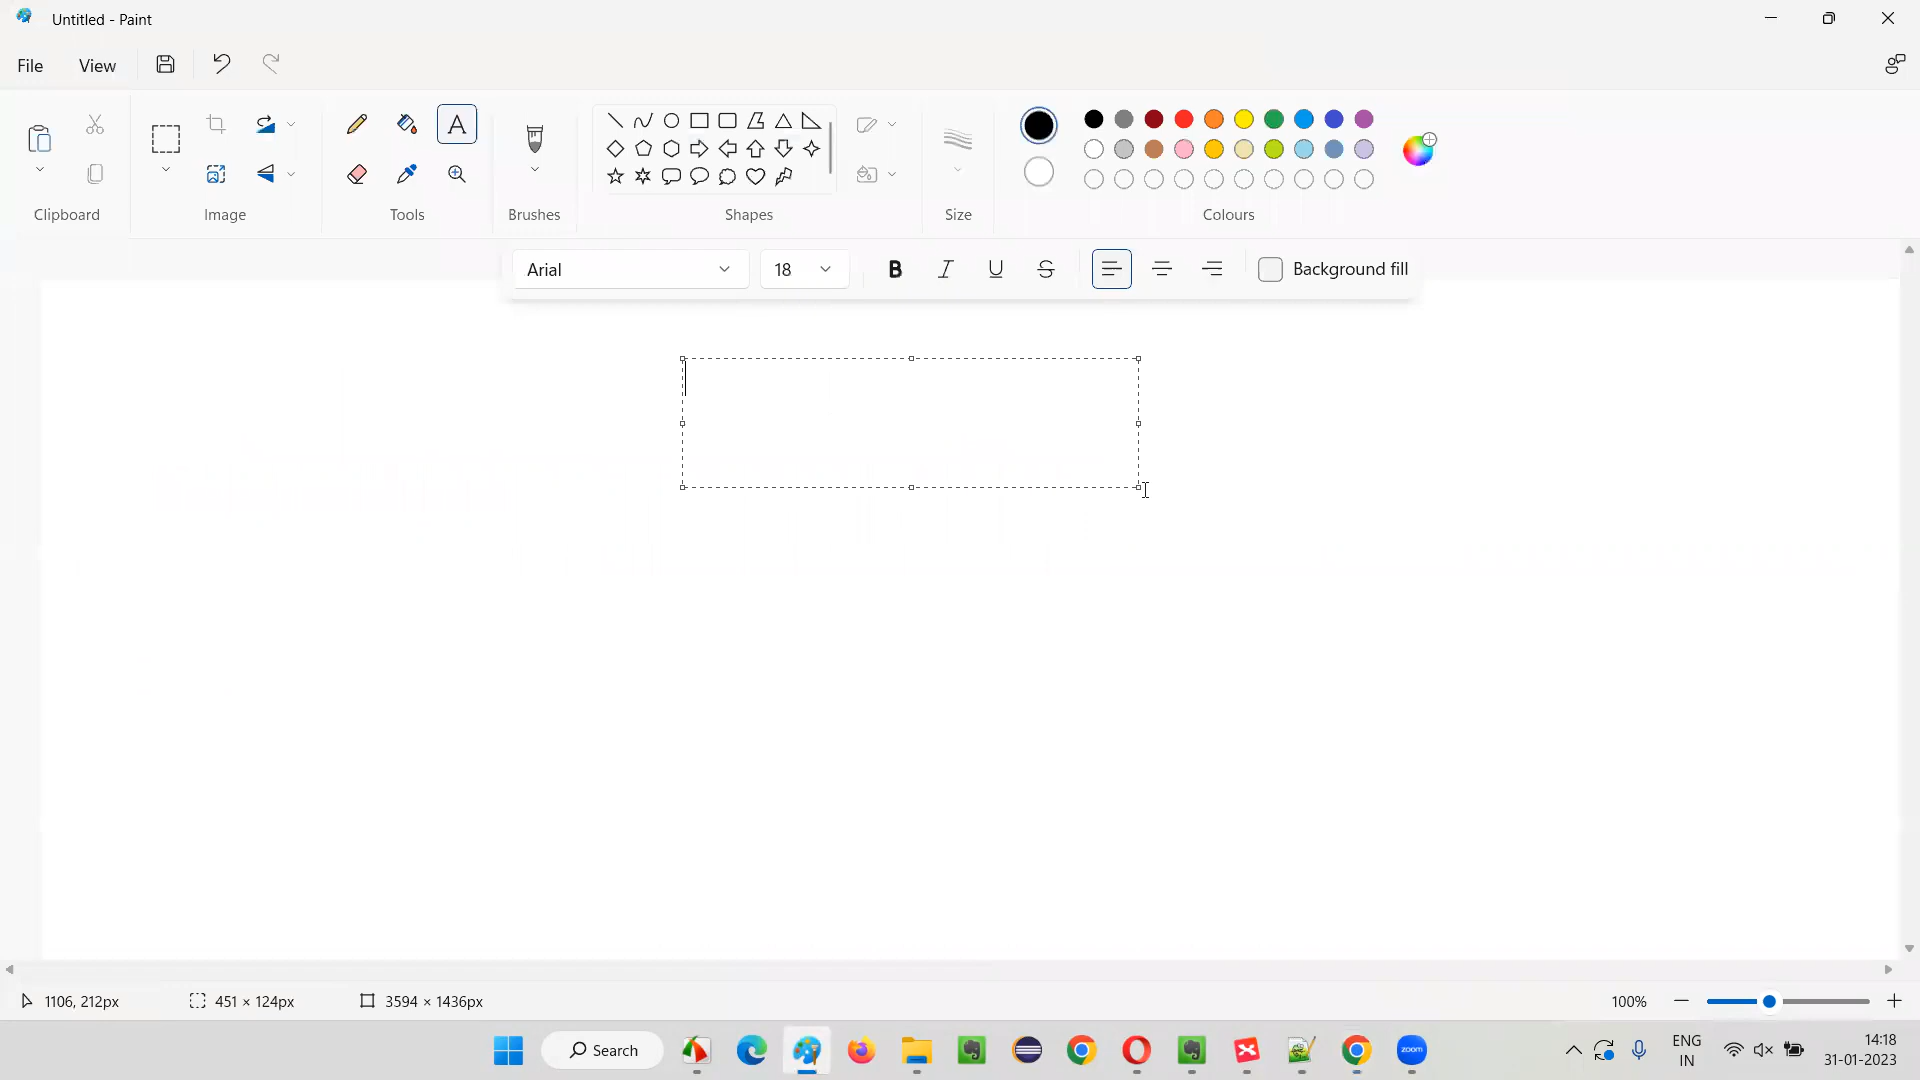 Untitled - Paint
File View
Clipboard
Image
Tools
Brushes
Shapes
Size
Colours
Arial 18 B I U S Background fill
1106, 212px 451 × 124px 3594 × 1436px 100%
Search zoom ENG IN 14:18 31-01-2023